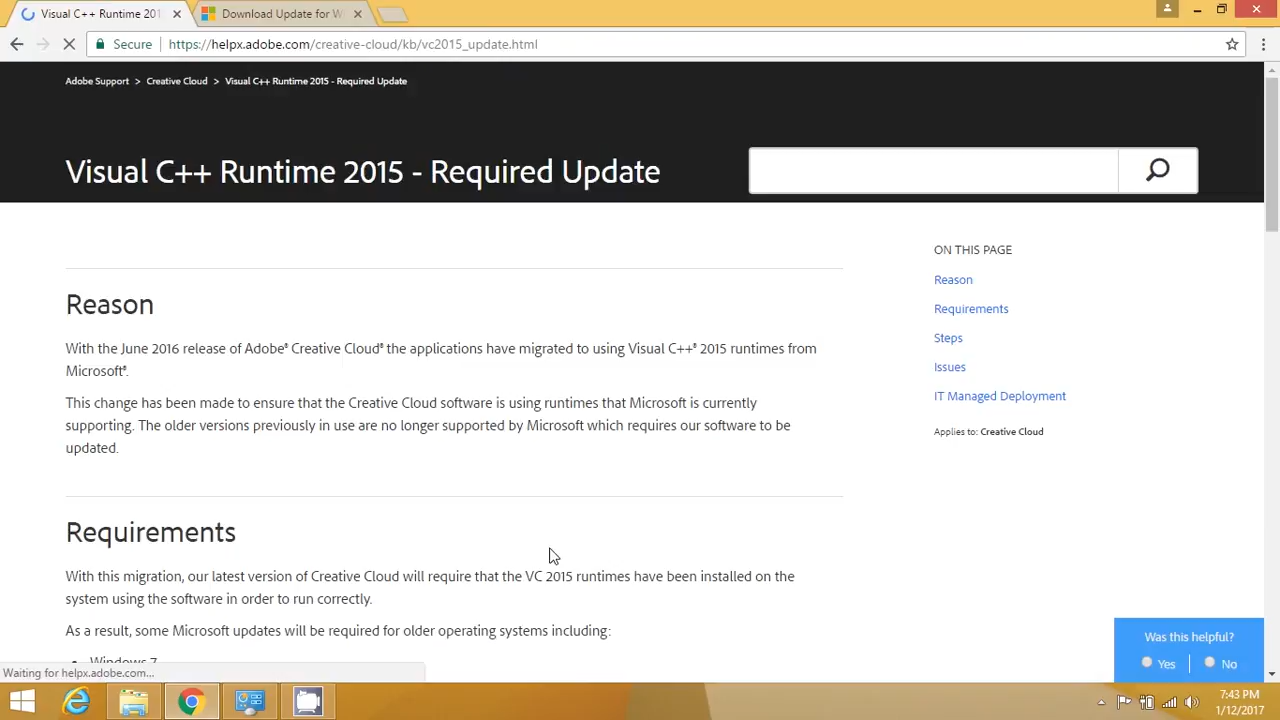 Visual C++ Runtime 201
Download Update for W
Secure
https://helpx.adobe.com/creative-cloud/kb/vc2015_update.html
Adobe Support > Creative Cloud > Visual C++ Runtime 2015 - Required Update
Visual C++ Runtime 2015 - Required Update
Reason
With the June 2016 release of Adobe® Creative Cloud® the applications have migrated to using Visual C++® 2015 runtimes from
Microsoft®.
This change has been made to ensure that the Creative Cloud software is using runtimes that Microsoft is currently
supporting. The older versions previously in use are no longer supported by Microsoft which requires our software to be
updated.
Requirements
With this migration, our latest version of Creative Cloud will require that the VC 2015 runtimes have been installed on the
system using the software in order to run correctly.
As a result, some Microsoft updates will be required for older operating systems including:
• Windows 7
ON THIS PAGE
Reason
Requirements
Steps
Issues
IT Managed Deployment
Applies to: Creative Cloud
Was this helpful?
Yes
No
Waiting for helpx.adobe.com...
7:43 PM
1/12/2017